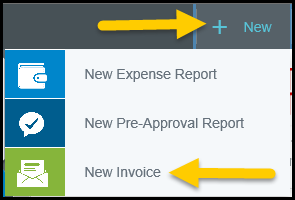 + New
New Expense Report
New Pre-Approval Report
New Invoice